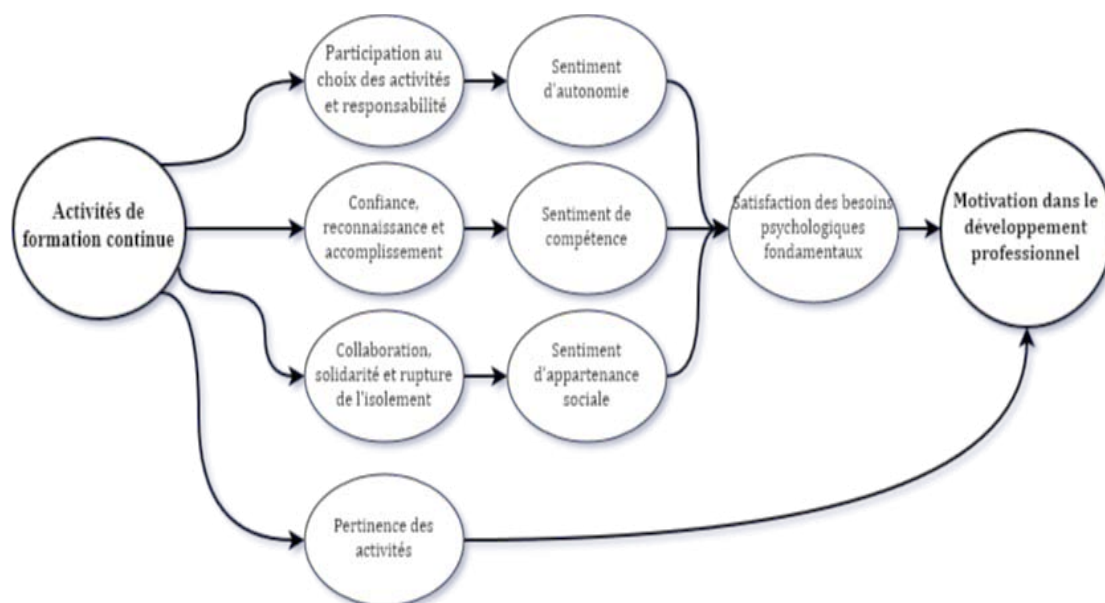 Activités de
formation continue
Participation au
choix des activités
et responsabilité
Sentiment
d'autonomie
Confiance,
reconnaissance et
accomplissement
Sentiment de
compétence
Collaboration,
solidarité et rupture
de l'isolement
Sentiment
d'appartenance
sociale
Pertinence des
activités
Satisfaction des besoins
psychologiques
fondamentaux
Motivation dans le
développement
professionnel